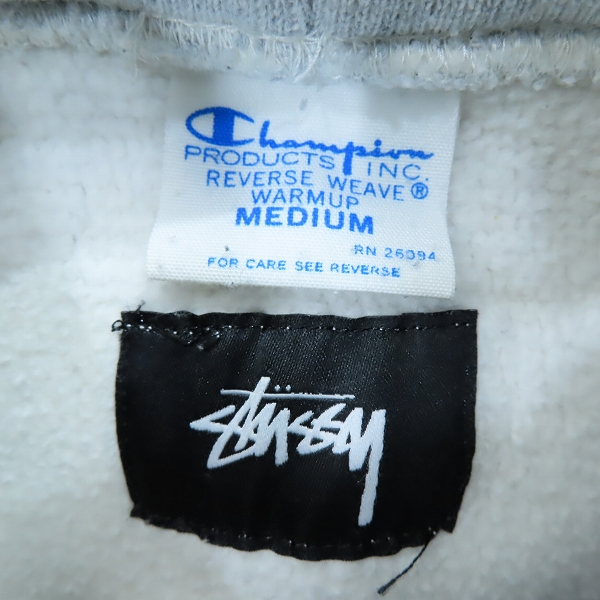 Champion
PRODUCTS INC.
REVERSE WEAVE®
WARMUP
MEDIUM
RN 26094
FOR CARE SEE REVERSE
Stüssy